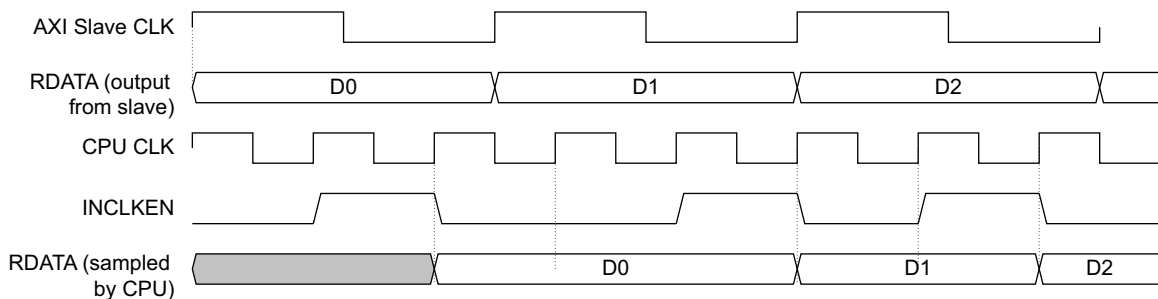 AXI Slave CLK
RDATA (output
from slave)
D0
D1
D2
CPU CLK
INCLKEN
RDATA (sampled
by CPU)
D0
D1
D2